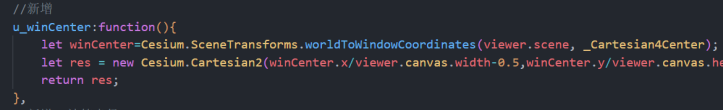 //新增
u_winCenter:function(){
let winCenter=Cesium.SceneTransforms.worldToWindowCoordinates(viewer.scene, _Cartesian4Center);
let res = new Cesium.Cartesian2(winCenter.x/viewer.canvas.width-0.5,winCenter.y/viewer.canvas.he
return res;
},